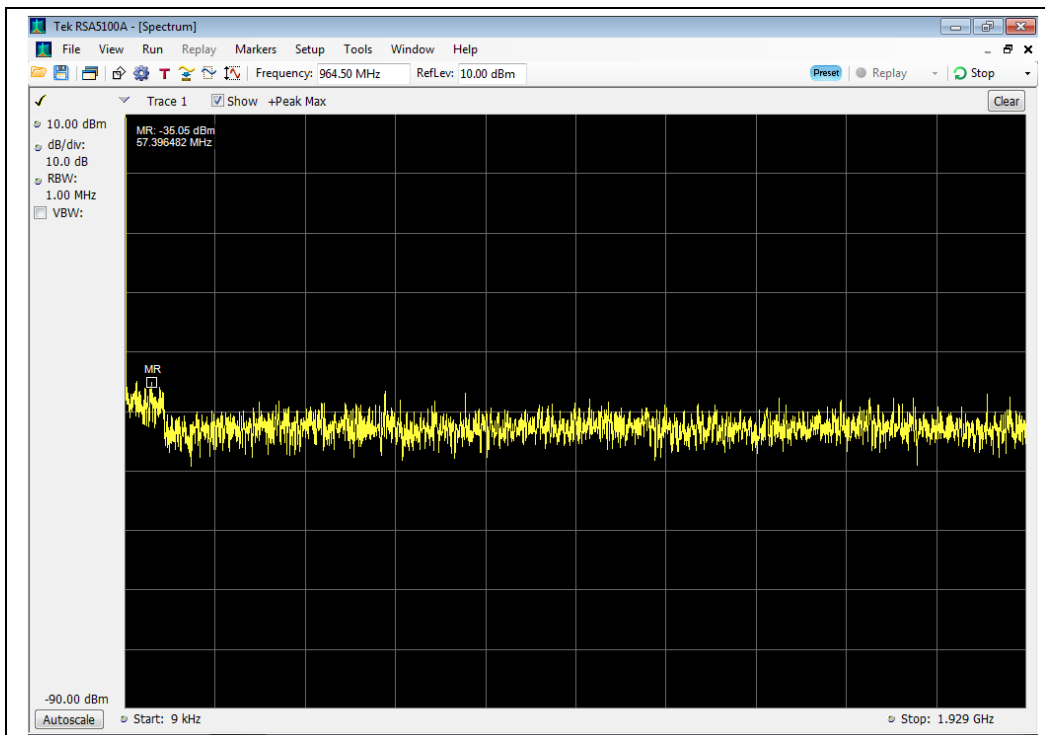 Tek RSA5100A - [Spectrum]
File View Run Replay Markers Setup Tools Window Help
T Frequency: 964.50 MHz RefLev: 10.00 dBm Preset Replay Stop
Trace 1 Show +Peak Max Clear
10.00 dBm
dB/div:
10.0 dB
RBW:
1.00 MHz
VBW:
MR: -35.05 dBm
57.396482 MHz
MR
-90.00 dBm
Autoscale Start: 9 kHz Stop: 1.929 GHz